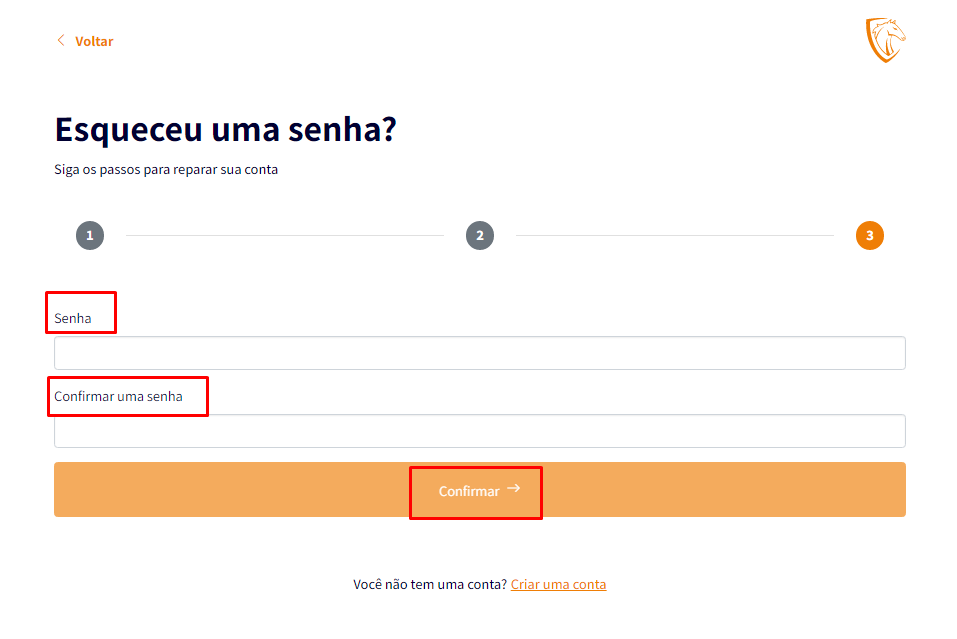 Voltar
Esqueceu uma senha?
Siga os passos para reparar sua conta
1 2 3
Senha
Confirmar uma senha
Confirmar →
Você não tem uma conta? Criar uma conta